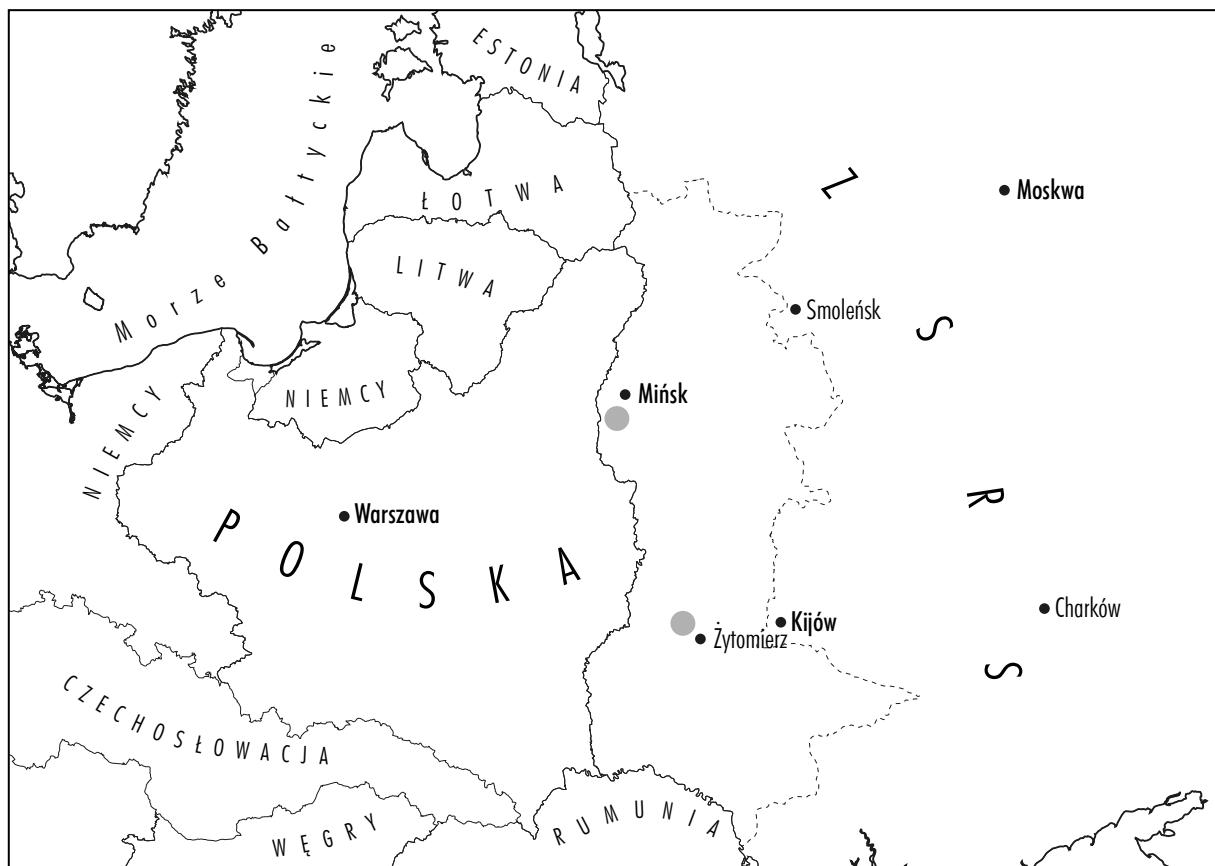 ESTONIA
Morze Bałtyckie
ŁOTWA
ZSRS
Moskwa
LITWA
Smoleńsk
NIEMCY
NIEMCY
Mińsk
Warszawa
POLSKA
Charków
Kijów
Żytomierz
CZECHOSŁOWACJA
WĘGRY
RUMUNIA